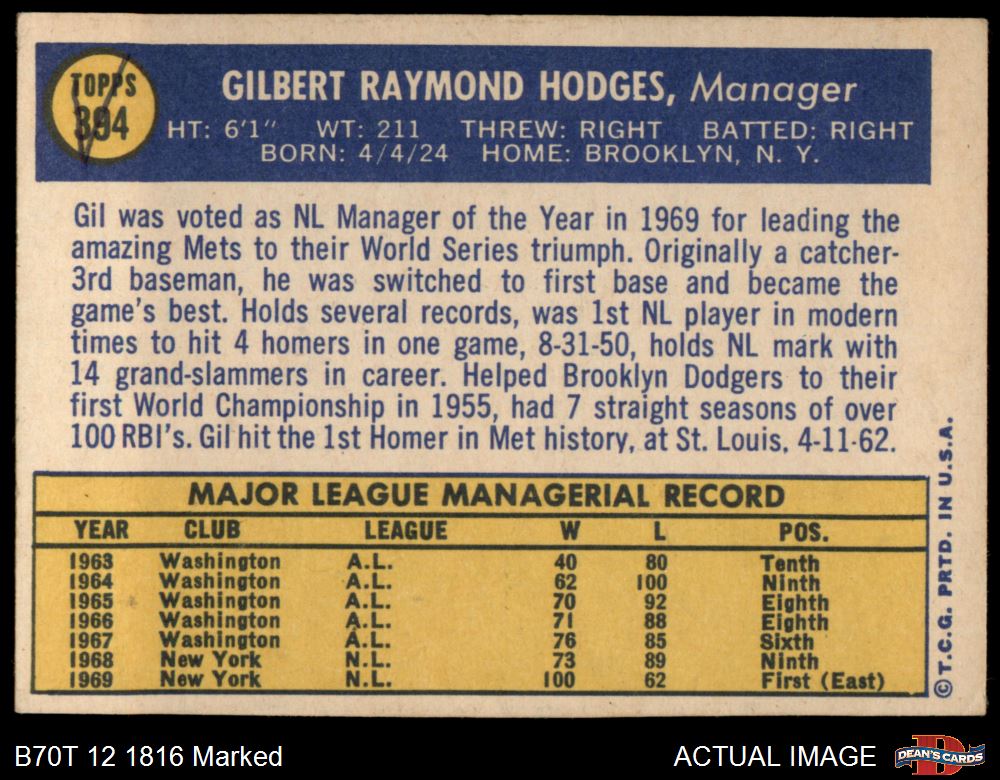 TOPPS
394
GILBERT RAYMOND HODGES, Manager
HT: 6'1" WT: 211 THREW: RIGHT BATTED: RIGHT
BORN: 4/4/24 HOME: BROOKLYN, N. Y.
Gil was voted as NL Manager of the Year in 1969 for leading the
amazing Mets to their World Series triumph. Originally a catcher-
3rd baseman, he was switched to first base and became the
game's best. Holds several records, was 1st NL player in modern
times to hit 4 homers in one game, 8-31-50, holds NL mark with
14 grand-slammers in career. Helped Brooklyn Dodgers to their
first World Championship in 1955, had 7 straight seasons of over
100 RBI's. Gil hit the 1st Homer in Met history, at St. Louis, 4-11-62.
MAJOR LEAGUE MANAGERIAL RECORD
YEAR CLUB LEAGUE W L POS.
1963 Washington A.L. 40 80 Tenth
1964 Washington A.L. 62 100 Ninth
1965 Washington A.L. 70 92 Eighth
1966 Washington A.L. 71 88 Eighth
1967 Washington A.L. 76 85 Sixth
1968 New York N.L. 73 89 Ninth
1969 New York N.L. 100 62 First (East)
©T.C.G. PRTD. IN U.S.A.
B70T 12 1816 Marked
ACTUAL IMAGE
DEAN'S CARDS